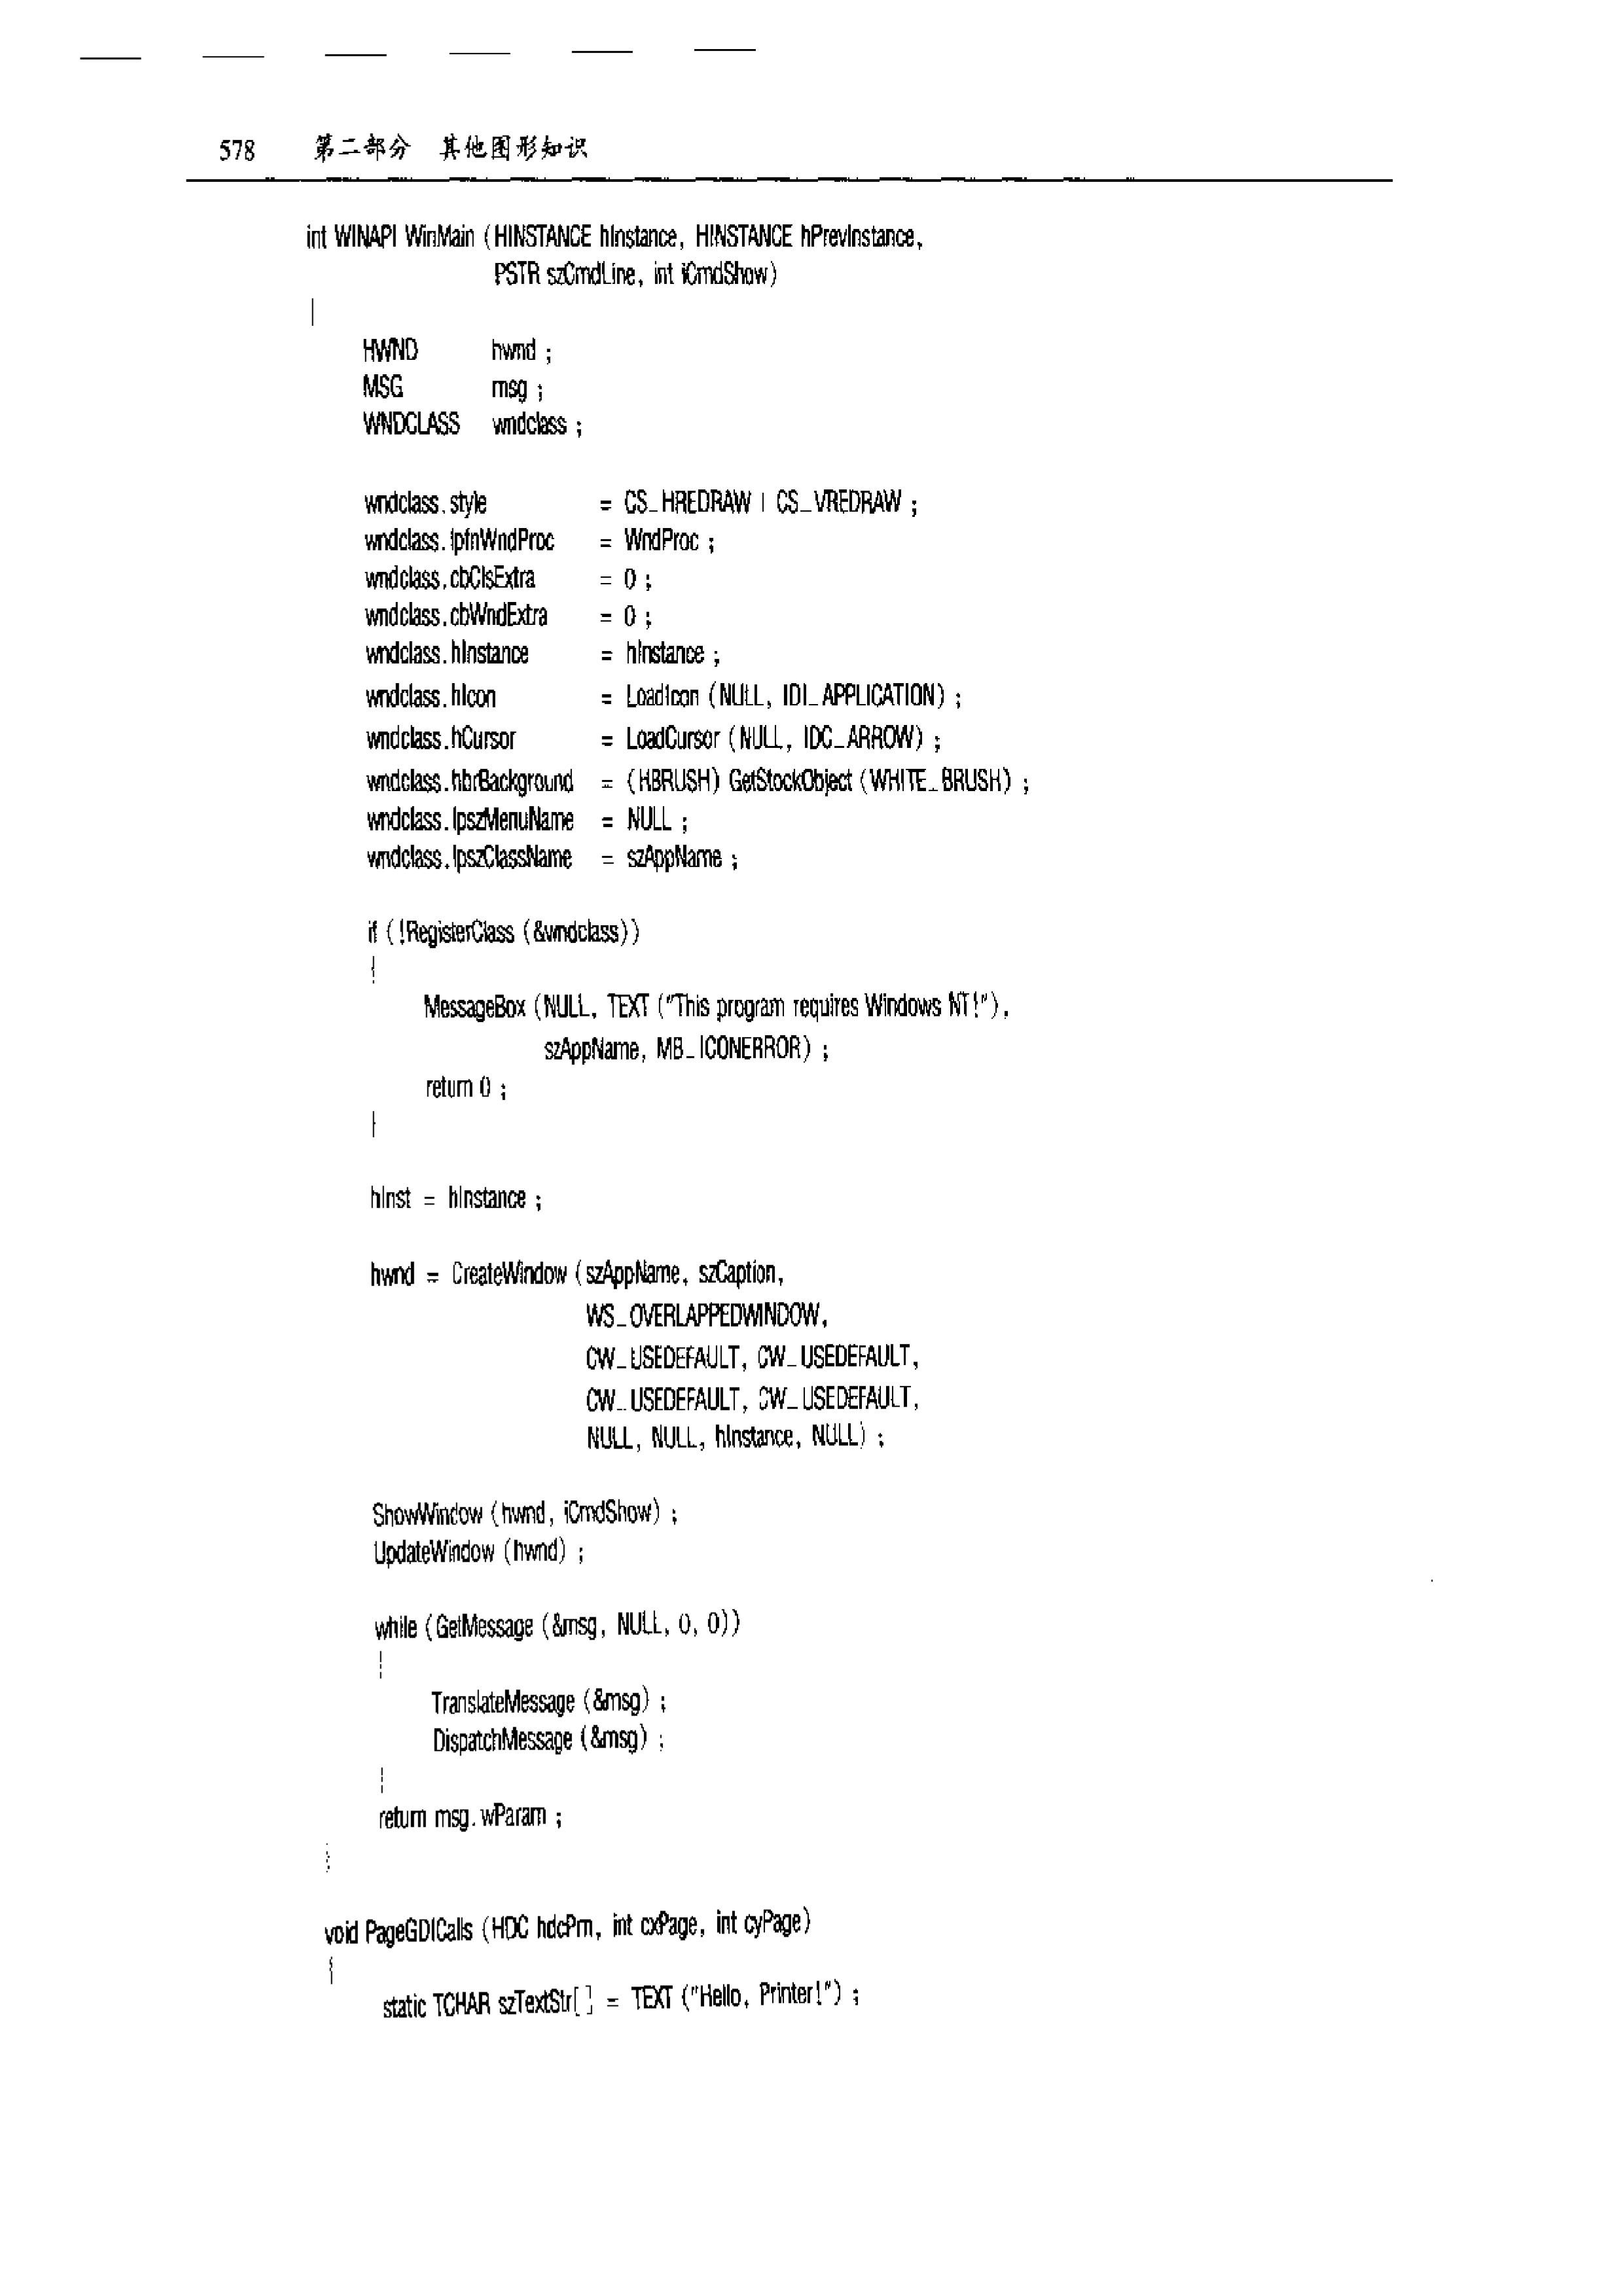 578 第二部分 其他图形知识
int WINAPI WinMain (HINSTANCE hInstance, HINSTANCE hPrevInstance,
PSTR szCmdLine, int iCmdShow)
{
HWND hwnd ;
MSG msg ;
WNDCLASS wndclass ;
wndclass.style = CS_HREDRAW | CS_VREDRAW ;
wndclass.lpfnWndProc = WndProc ;
wndclass.cbClsExtra = 0 ;
wndclass.cbWndExtra = 0 ;
wndclass.hInstance = hInstance ;
wndclass.hIcon = LoadIcon (NULL, IDI_APPLICATION) ;
wndclass.hCursor = LoadCursor (NULL, IDC_ARROW) ;
wndclass.hbrBackground = (HBRUSH) GetStockObject (WHITE_BRUSH) ;
wndclass.lpszMenuName = NULL ;
wndclass.lpszClassName = szAppName ;
if (!RegisterClass (&wndclass))
{
MessageBox (NULL, TEXT ("This program requires Windows NT!"),
szAppName, MB_ICONERROR) ;
return 0 ;
}
hInst = hInstance ;
hwnd = CreateWindow (szAppName, szCaption,
WS_OVERLAPPEDWINDOW,
CW_USEDEFAULT, CW_USEDEFAULT,
CW_USEDEFAULT, CW_USEDEFAULT,
NULL, NULL, hInstance, NULL) ;
ShowWindow (hwnd, iCmdShow) ;
UpdateWindow (hwnd) ;
while (GetMessage (&msg, NULL, 0, 0))
{
TranslateMessage (&msg) ;
DispatchMessage (&msg) ;
}
return msg.wParam ;
}
void PageGDICalls (HDC hdcPrn, int cxPage, int cyPage)
{
static TCHAR szTextStr[] = TEXT ("Hello, Printer!") ;